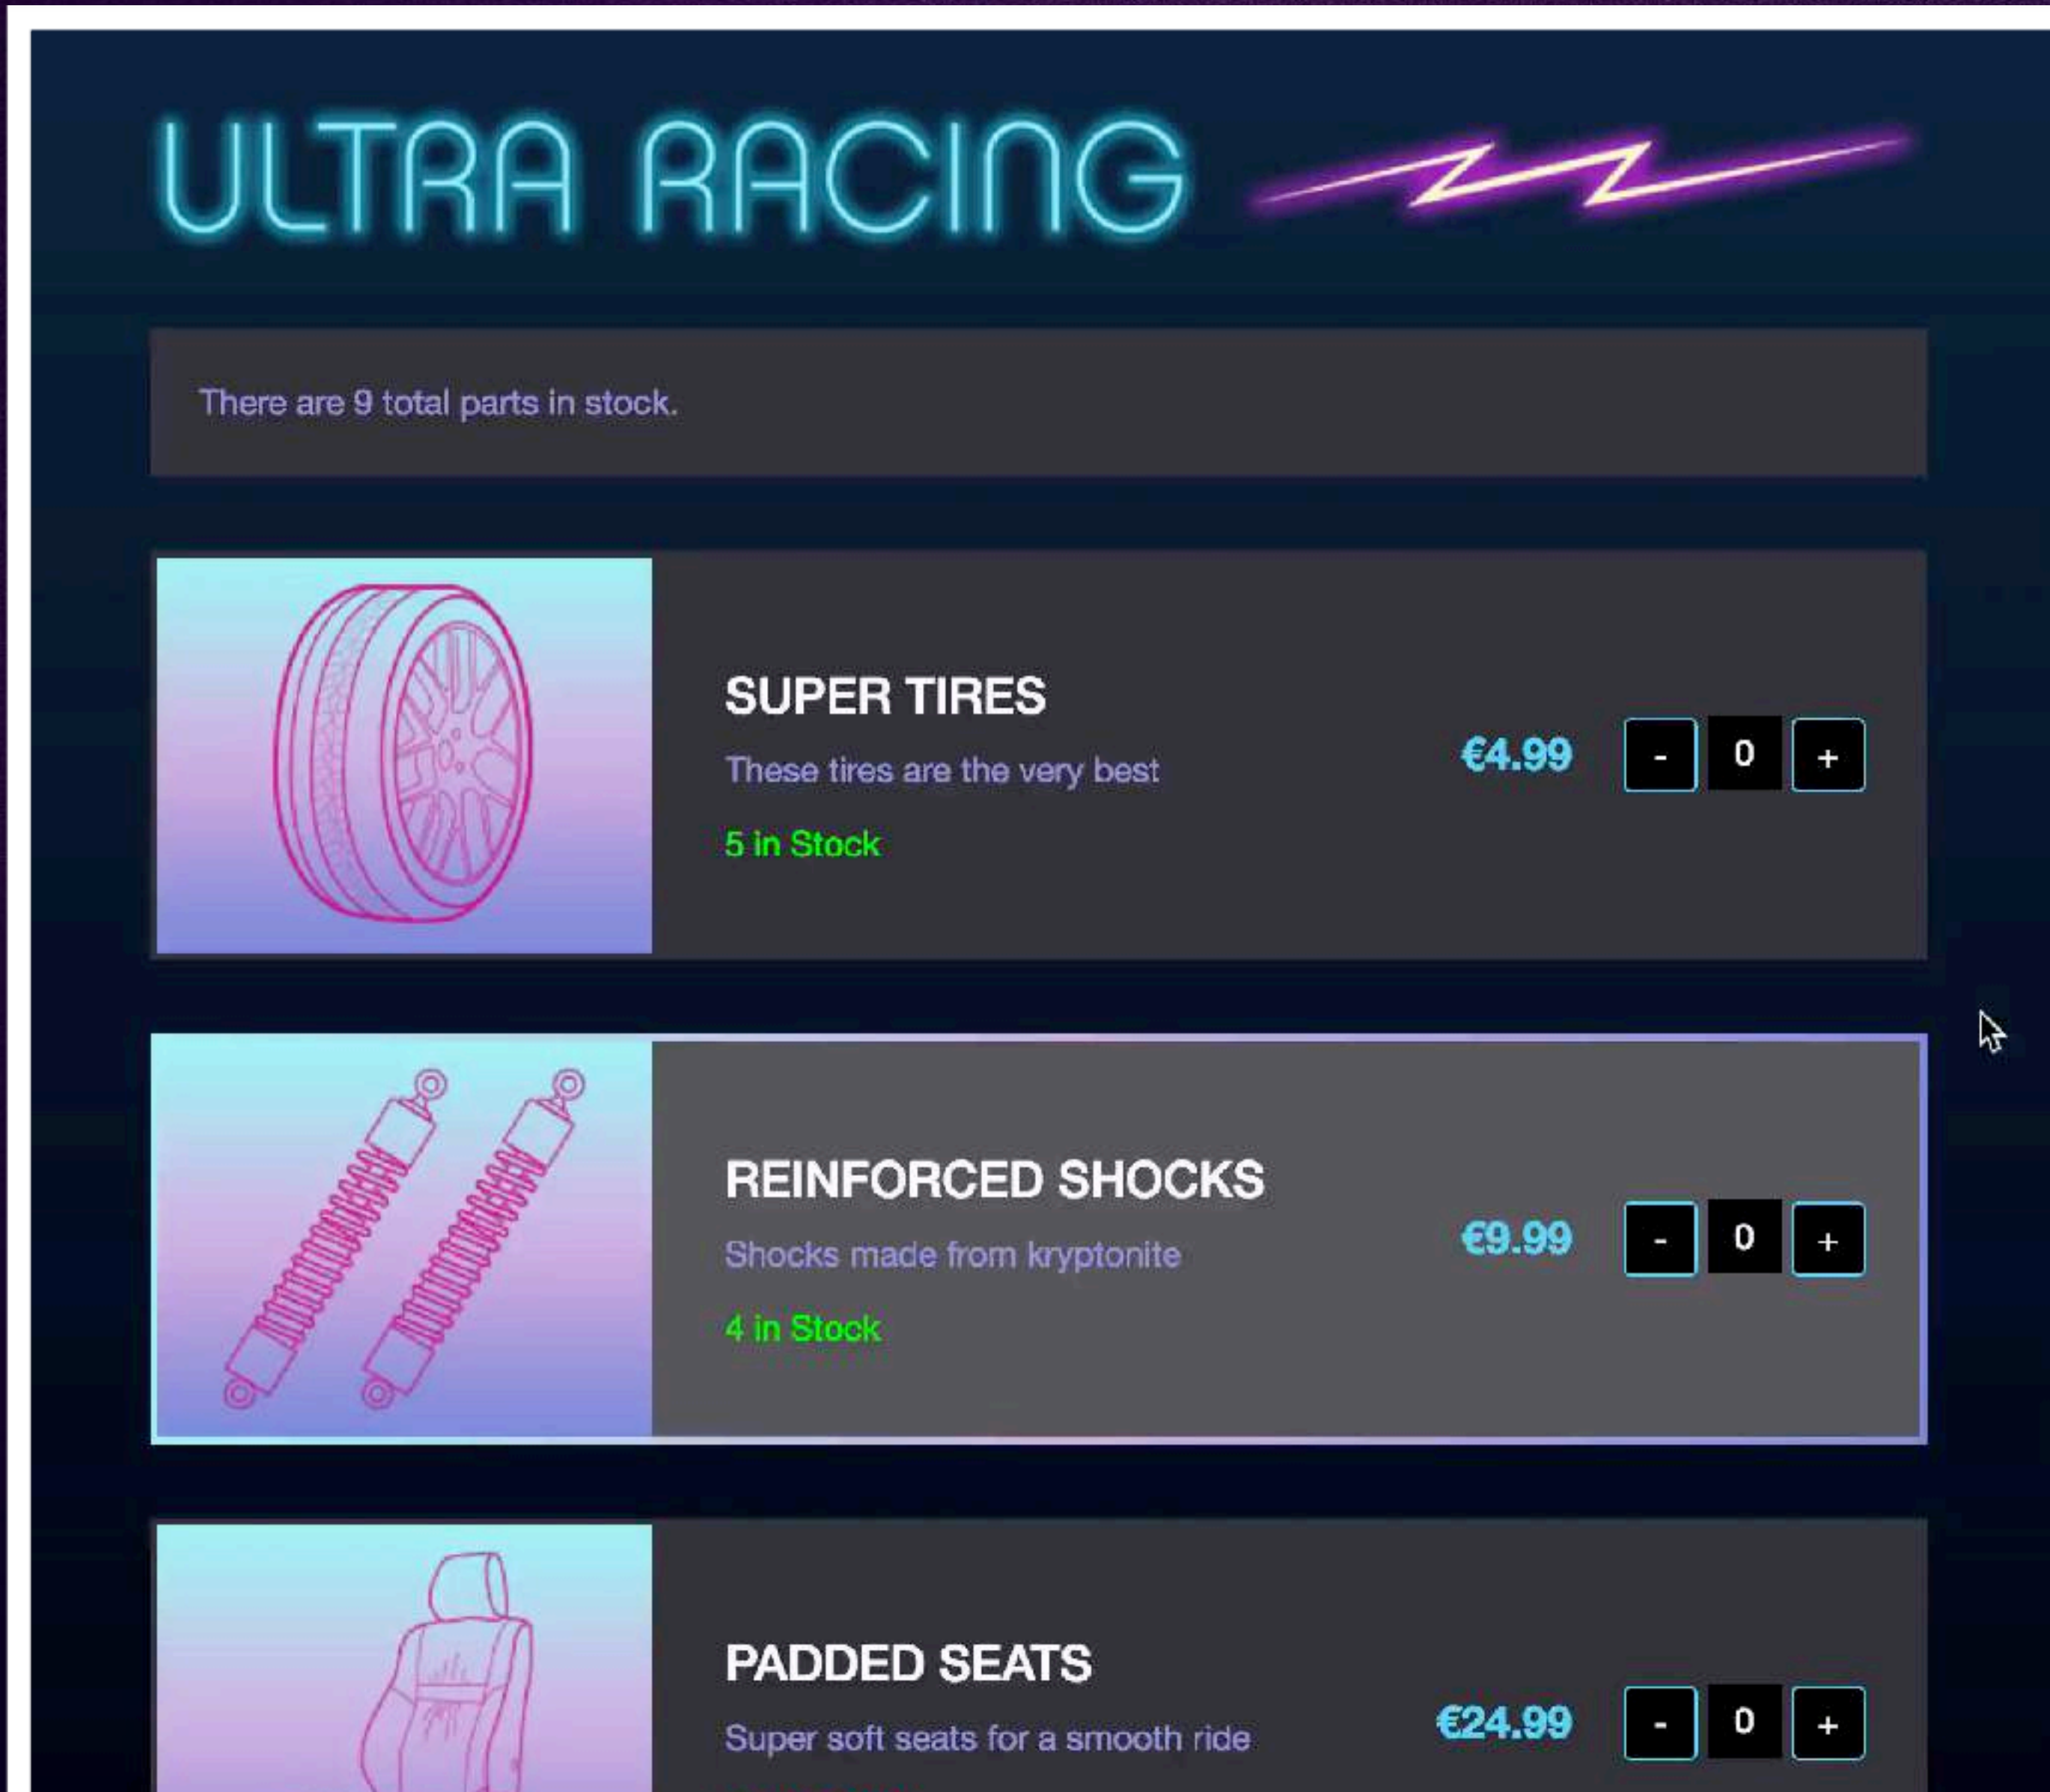 ULTRA RACING
There are 9 total parts in stock.
SUPER TIRES
These tires are the very best
5 in Stock
€4.99 - 0 +
REINFORCED SHOCKS
Shocks made from kryptonite
4 in Stock
€9.99 - 0 +
PADDED SEATS
Super soft seats for a smooth ride
€24.99 - 0 +